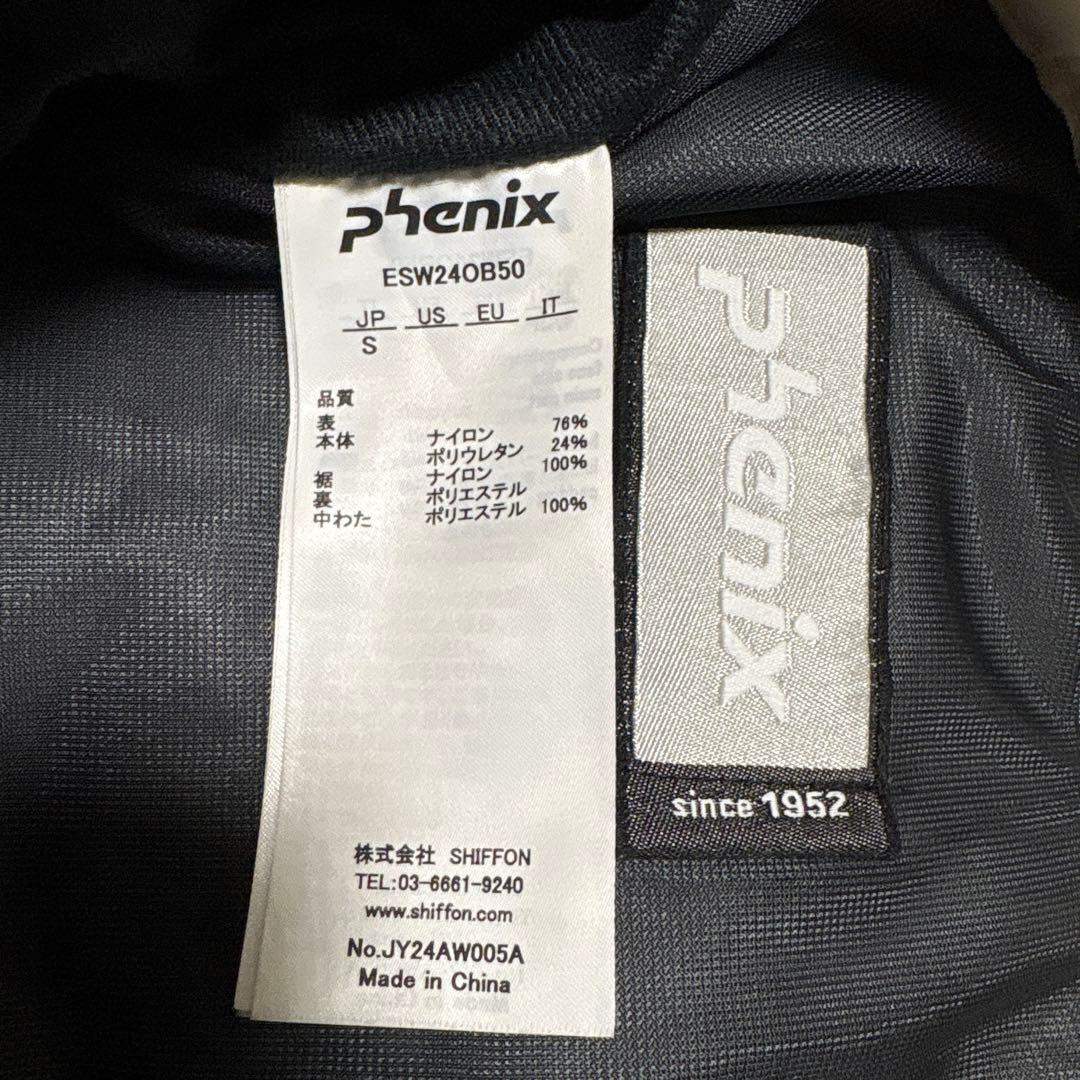 phenix
ESW24OB50
JP US EU IT
S
品質
表
本体 ナイロン 76%
ポリウレタン 24%
裾 ナイロン 100%
裏 ポリエステル
中わた ポリエステル 100%
株式会社 SHIFFON
TEL:03-6661-9240
www.shiffon.com
No.JY24AW005A
Made in China
phenix
since 1952